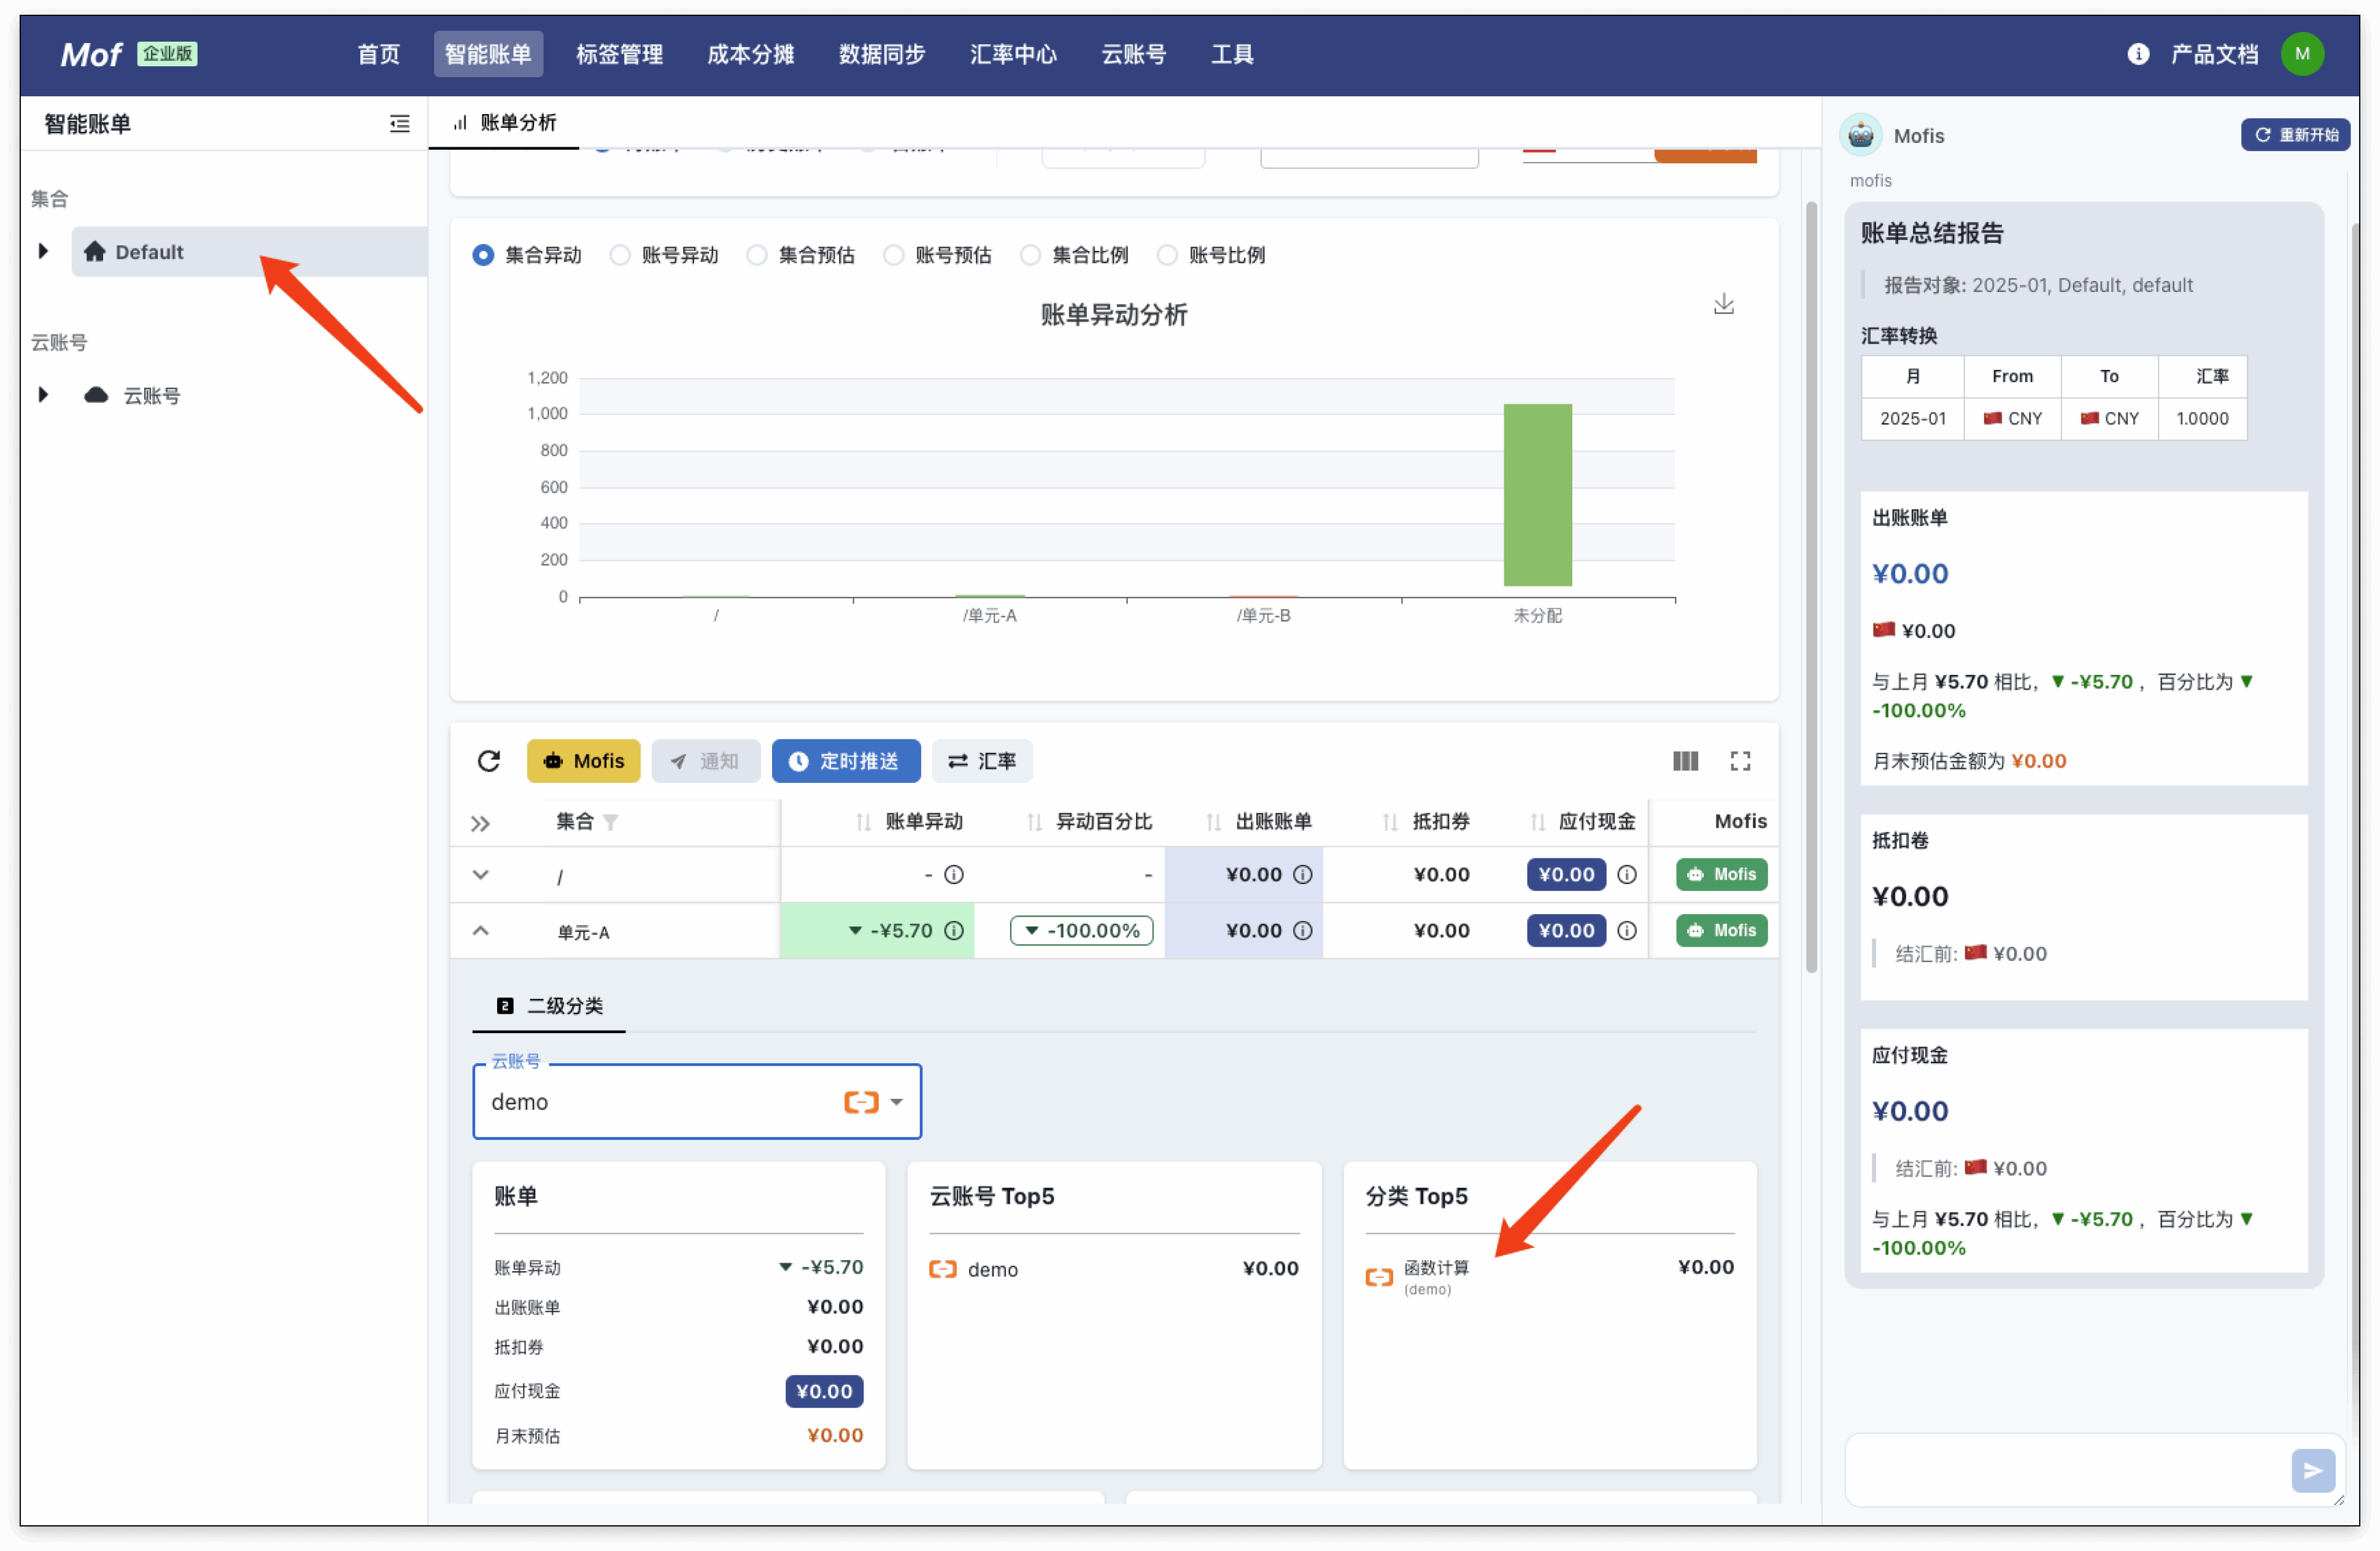 Mof 企业版 首页 智能账单 标签管理 成本分摊 数据同步 汇率中心 云账号 工具 产品文档 M
智能账单
集合
Default
云账号
云账号
账单分析
集合异动 账号异动 集合预估 账号预估 集合比例 账号比例
账单异动分析
1,200
1,000
800
600
400
200
0
/ /单元-A /单元-B 未分配
Mofis 通知 定时推送 汇率
集合 账单异动 异动百分比 出账账单 抵扣券 应付现金 Mofis
/ - - ¥0.00 ¥0.00 ¥0.00 Mofis
单元-A ▼ -¥5.70 ▼ -100.00% ¥0.00 ¥0.00 ¥0.00 Mofis
2 二级分类
云账号
demo
账单
账单异动 ▼ -¥5.70
出账账单 ¥0.00
抵扣券 ¥0.00
应付现金 ¥0.00
月末预估 ¥0.00
云账号 Top5
demo ¥0.00
分类 Top5
函数计算 ¥0.00
(demo)
Mofis 重新开始
mofis
账单总结报告
报告对象: 2025-01, Default, default
汇率转换
月 From To 汇率
2025-01 🇨🇳 CNY 🇨🇳 CNY 1.0000
出账账单
¥0.00
🇨🇳 ¥0.00
与上月 ¥5.70 相比, ▼ -¥5.70 , 百分比为 ▼
-100.00%
月末预估金额为 ¥0.00
抵扣卷
¥0.00
结汇前: 🇨🇳 ¥0.00
应付现金
¥0.00
结汇前: 🇨🇳 ¥0.00
与上月 ¥5.70 相比, ▼ -¥5.70 , 百分比为 ▼
-100.00%